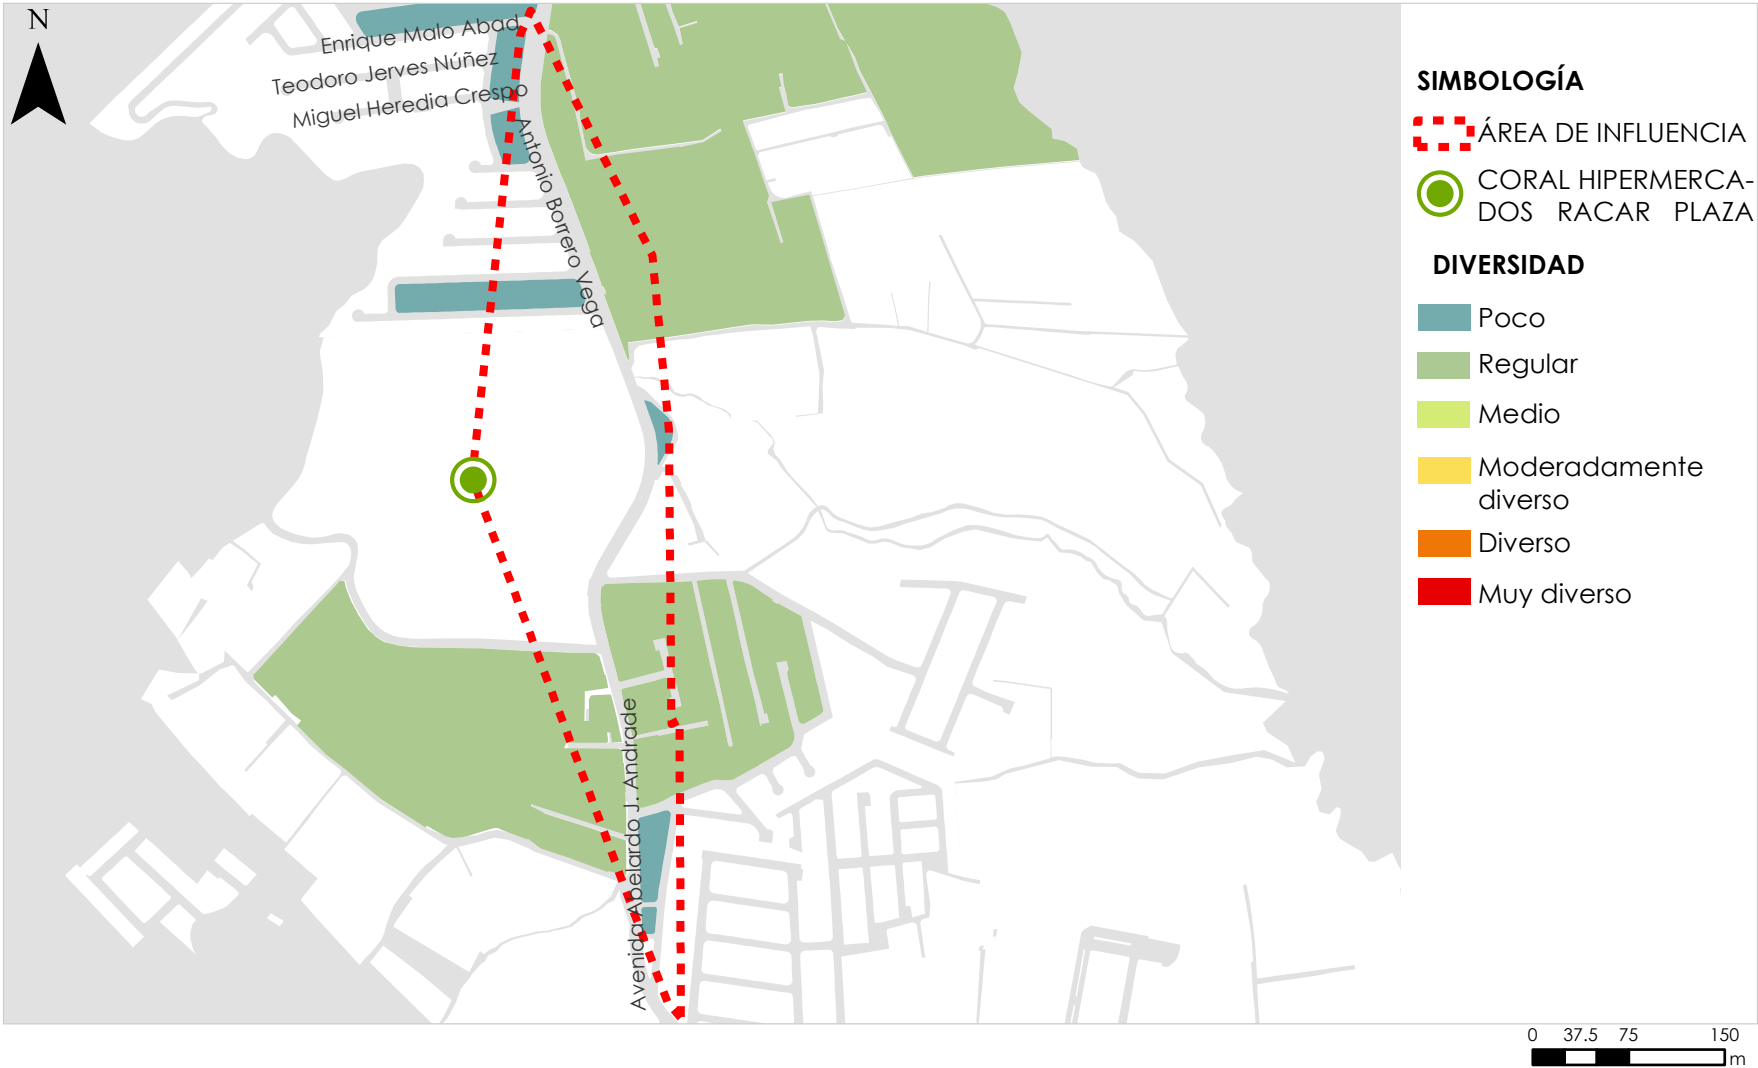 N
Enrique Malo Abad
Teodoro Jerves Núñez
Miguel Heredia Crespo
Antonio Borrero Vega
Avenida Abelardo J. Andrade
SIMBOLOGÍA
ÁREA DE INFLUENCIA
CORAL HIPERMERCA-
DOS RACAR PLAZA
DIVERSIDAD
Poco
Regular
Medio
Moderadamente
diverso
Diverso
Muy diverso
0 37.5 75 150
m